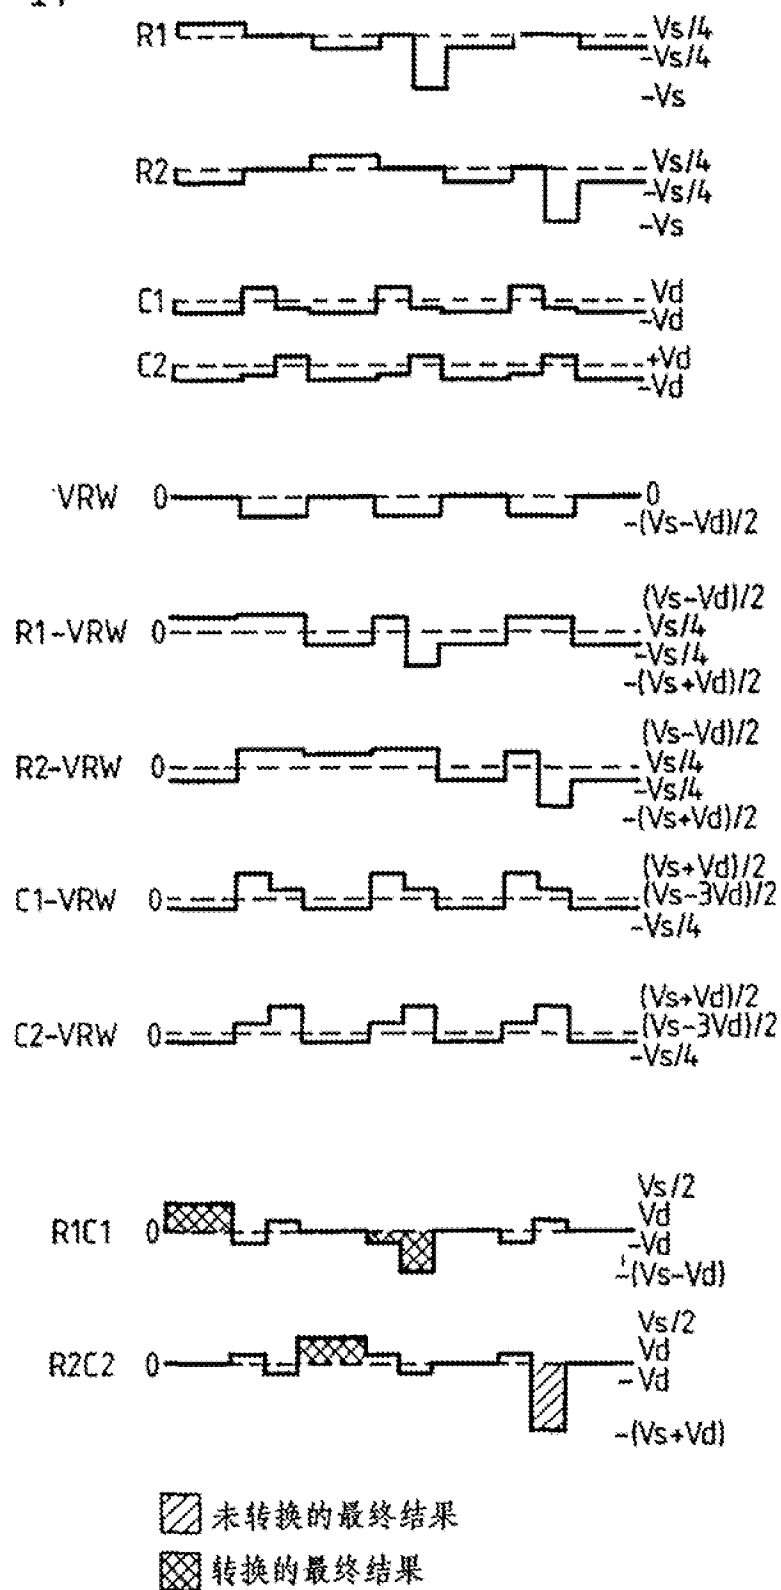 R1 Vs/4
-Vs/4
-Vs
R2 Vs/4
-Vs/4
-Vs
C1 Vd
-Vd
C2 +Vd
-Vd
VRW 0 0
-(Vs-Vd)/2
(Vs-Vd)/2
R1-VRW 0 Vs/4
-Vs/4
-(Vs+Vd)/2
(Vs-Vd)/2
R2-VRW 0 Vs/4
-Vs/4
-(Vs+Vd)/2
(Vs+Vd)/2
C1-VRW 0 (Vs-3Vd)/2
-Vs/4
(Vs+Vd)/2
C2-VRW 0 (Vs-3Vd)/2
-Vs/4
Vs/2
R1C1 0 Vd
-Vd
-(Vs-Vd)
Vs/2
R2C2 0 Vd
-Vd
-(Vs+Vd)
未转换的最终结果
转换的最终结果